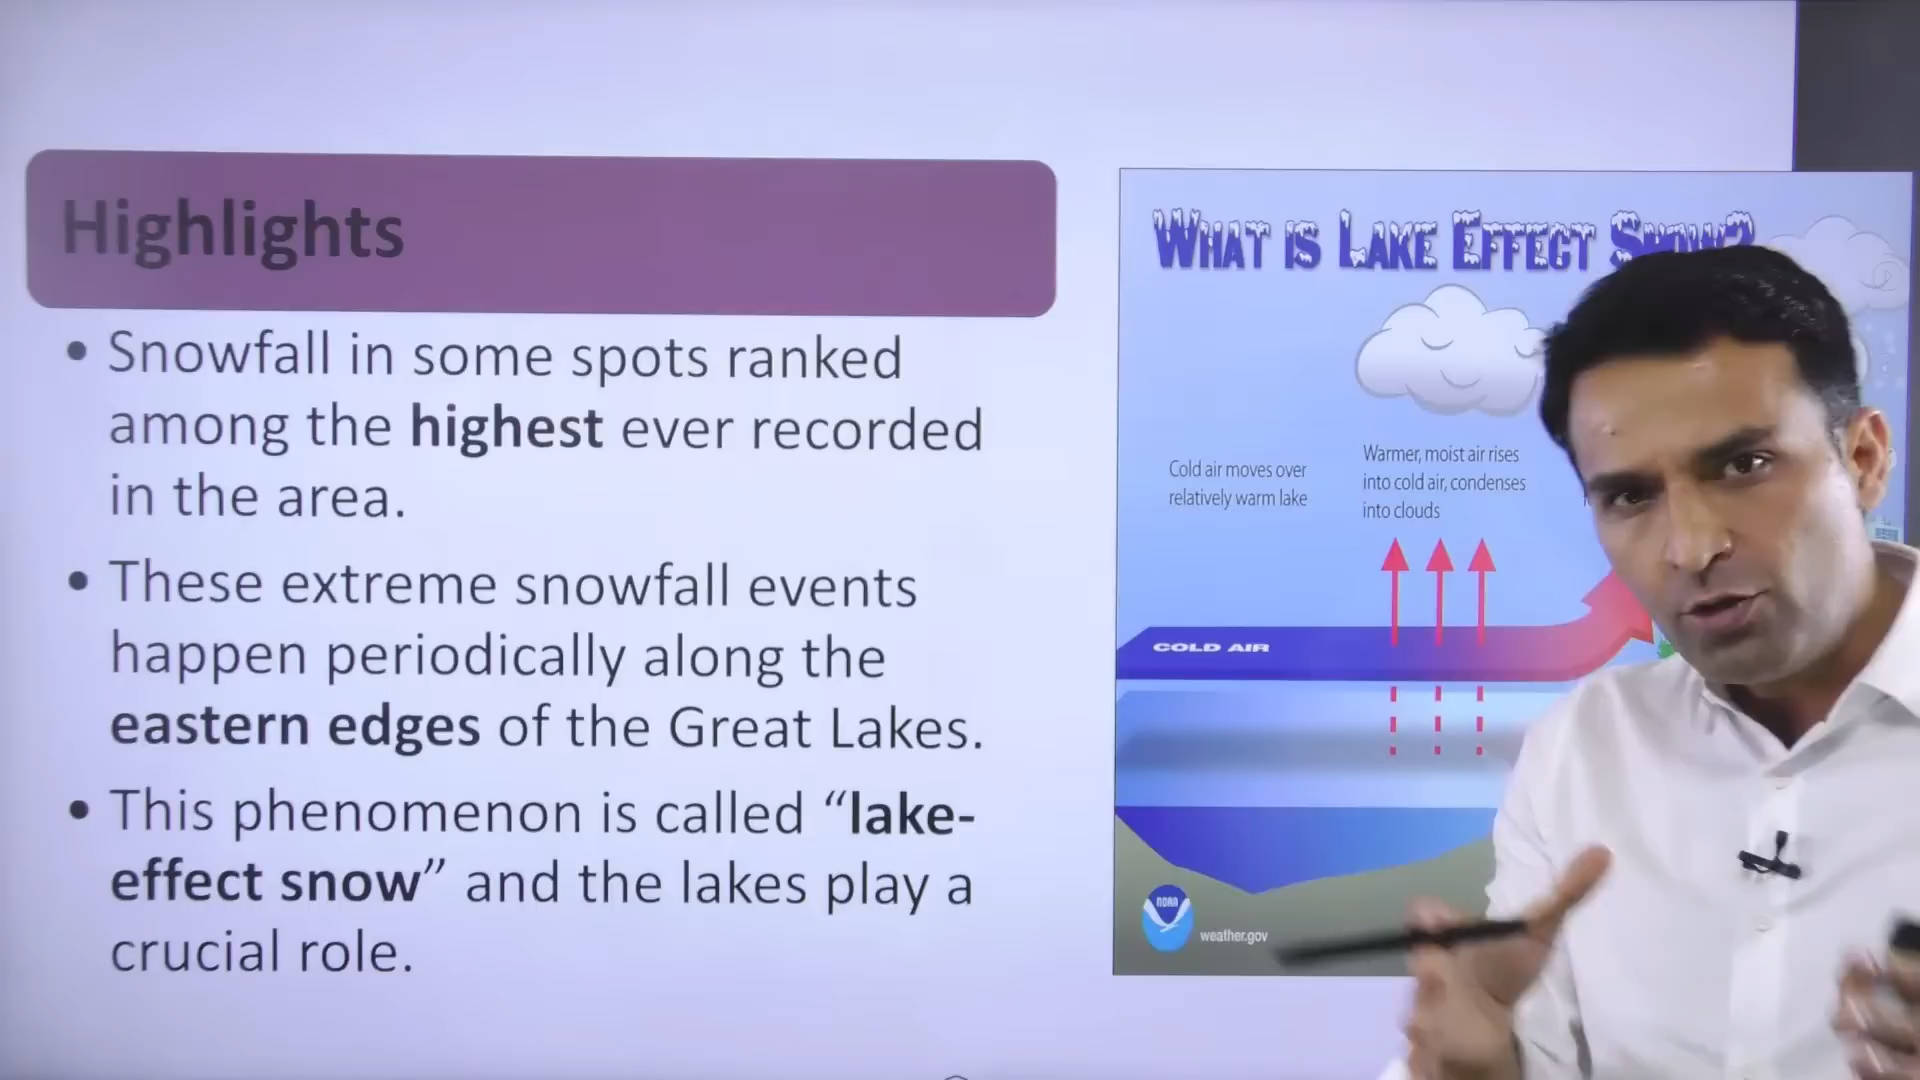 Highlights
• Snowfall in some spots ranked
among the highest ever recorded
in the area.
• These extreme snowfall events
happen periodically along the
eastern edges of the Great Lakes.
• This phenomenon is called “lake-
effect snow” and the lakes play a
crucial role.
WHAT IS LAKE EFFECT SNOW?
Cold air moves over
relatively warm lake
Warmer, moist air rises
into cold air, condenses
into clouds
COLD AIR
NOAA
weather.gov